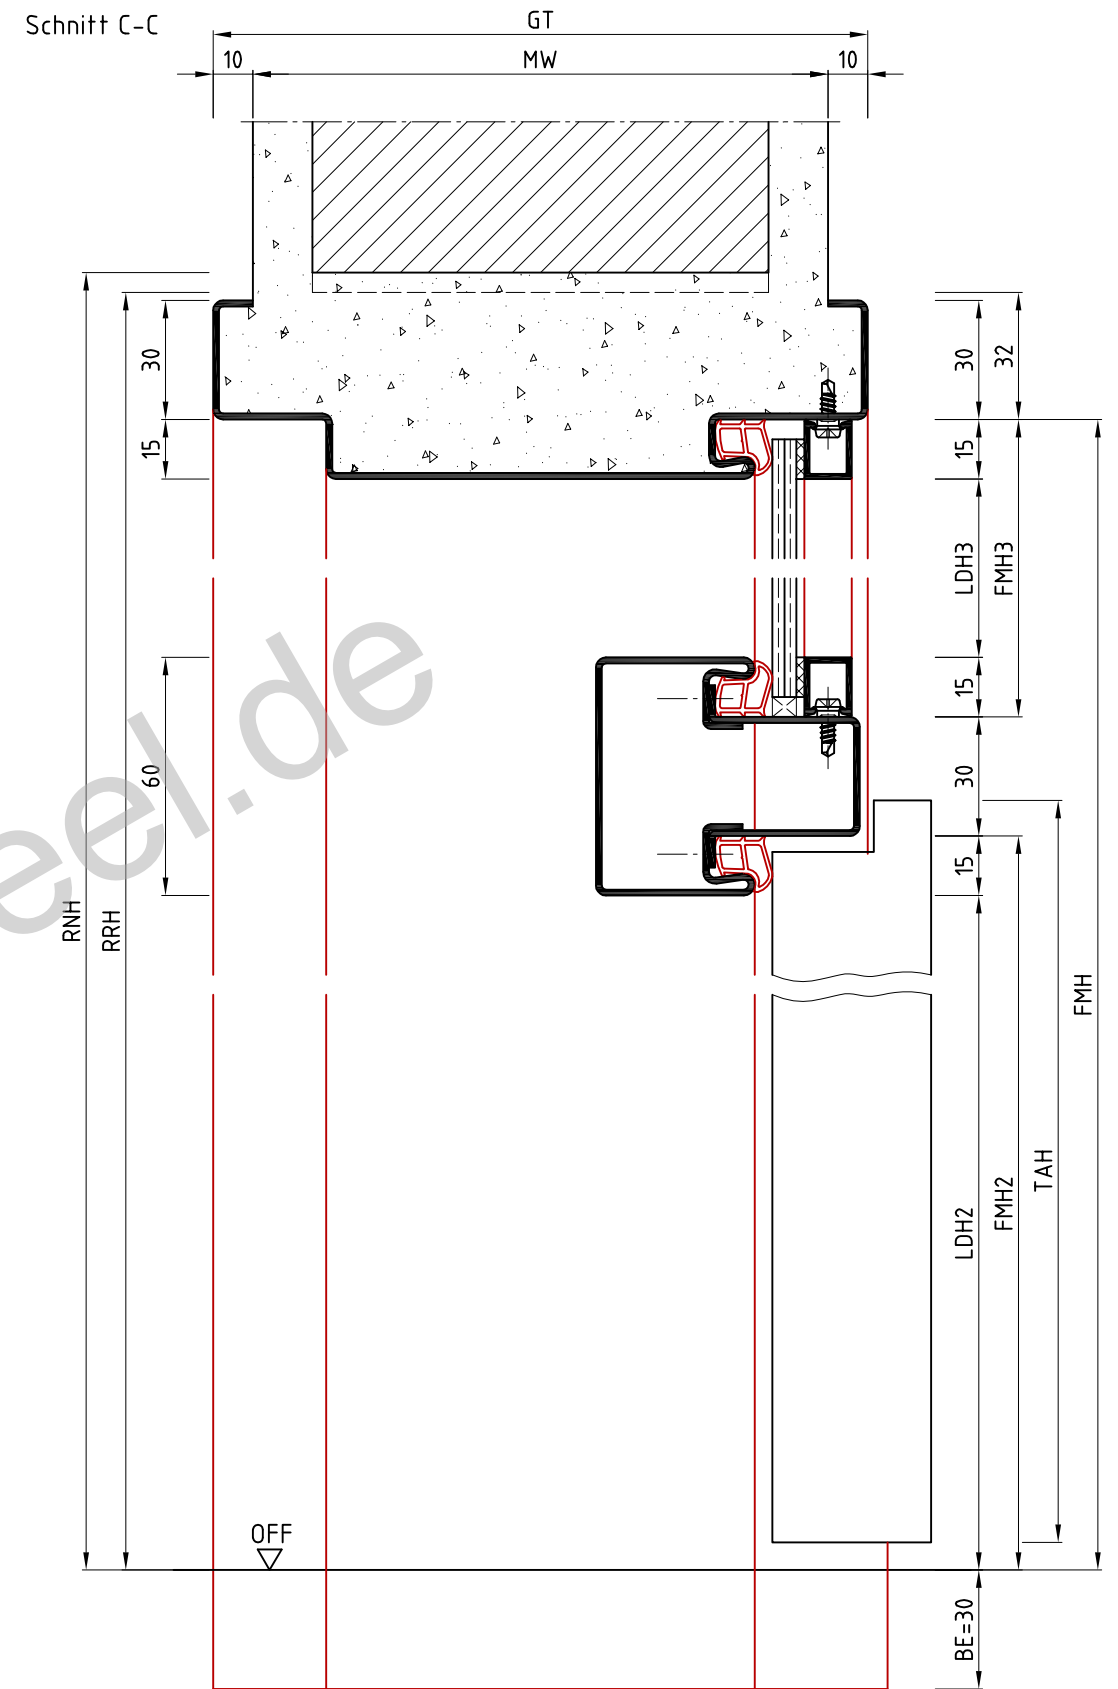 Schnitt C-C
GT
10
MW
10
30
15
30
32
15
LDH3
FMH3
15
60
30
15
eel.de
RNH
RRH
FMH
TAH
LDH2
FMH2
OFF
BE=30